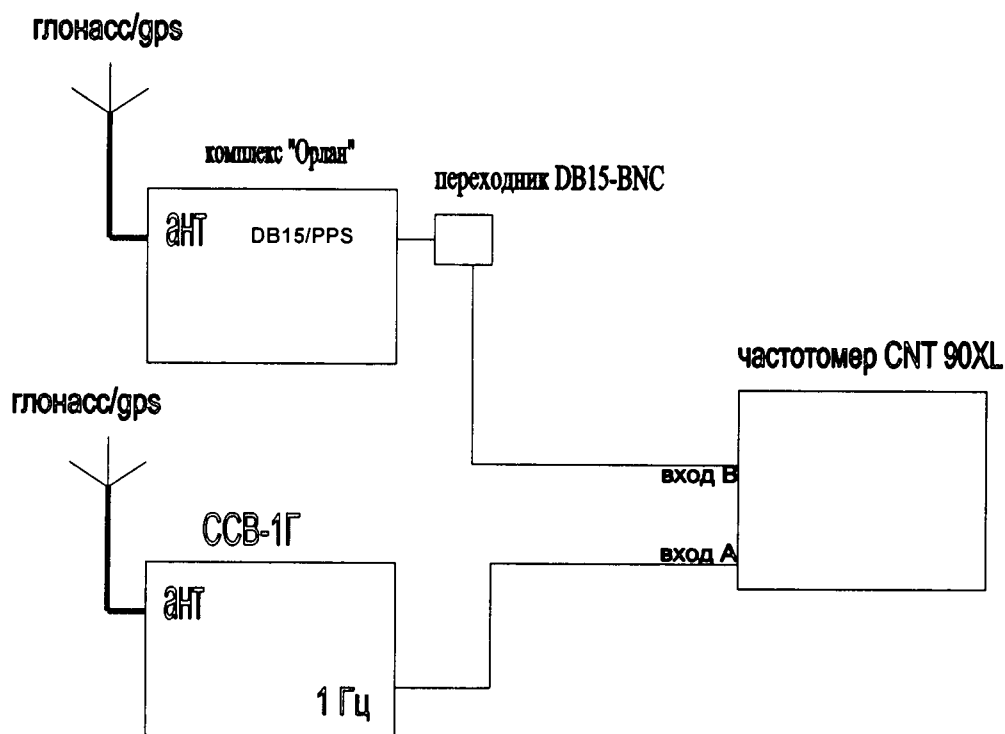 глонасс/gps
комплекс "Орлан"
переходник DB15-BNC
ант
DB15/PPS
частотомер CNT 90XL
глонасс/gps
вход B
ССВ-1Г
вход А
ант
1 Гц